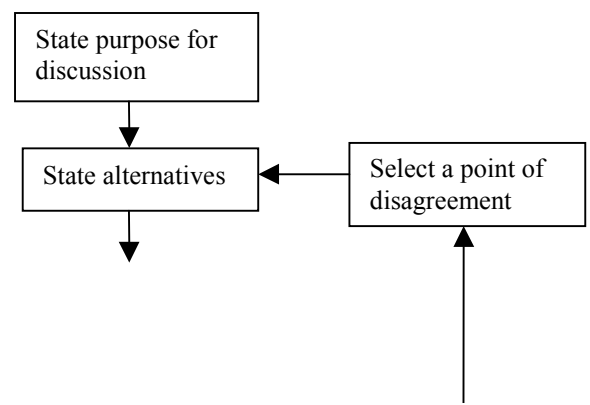 State purpose for
discussion
State alternatives
Select a point of
disagreement